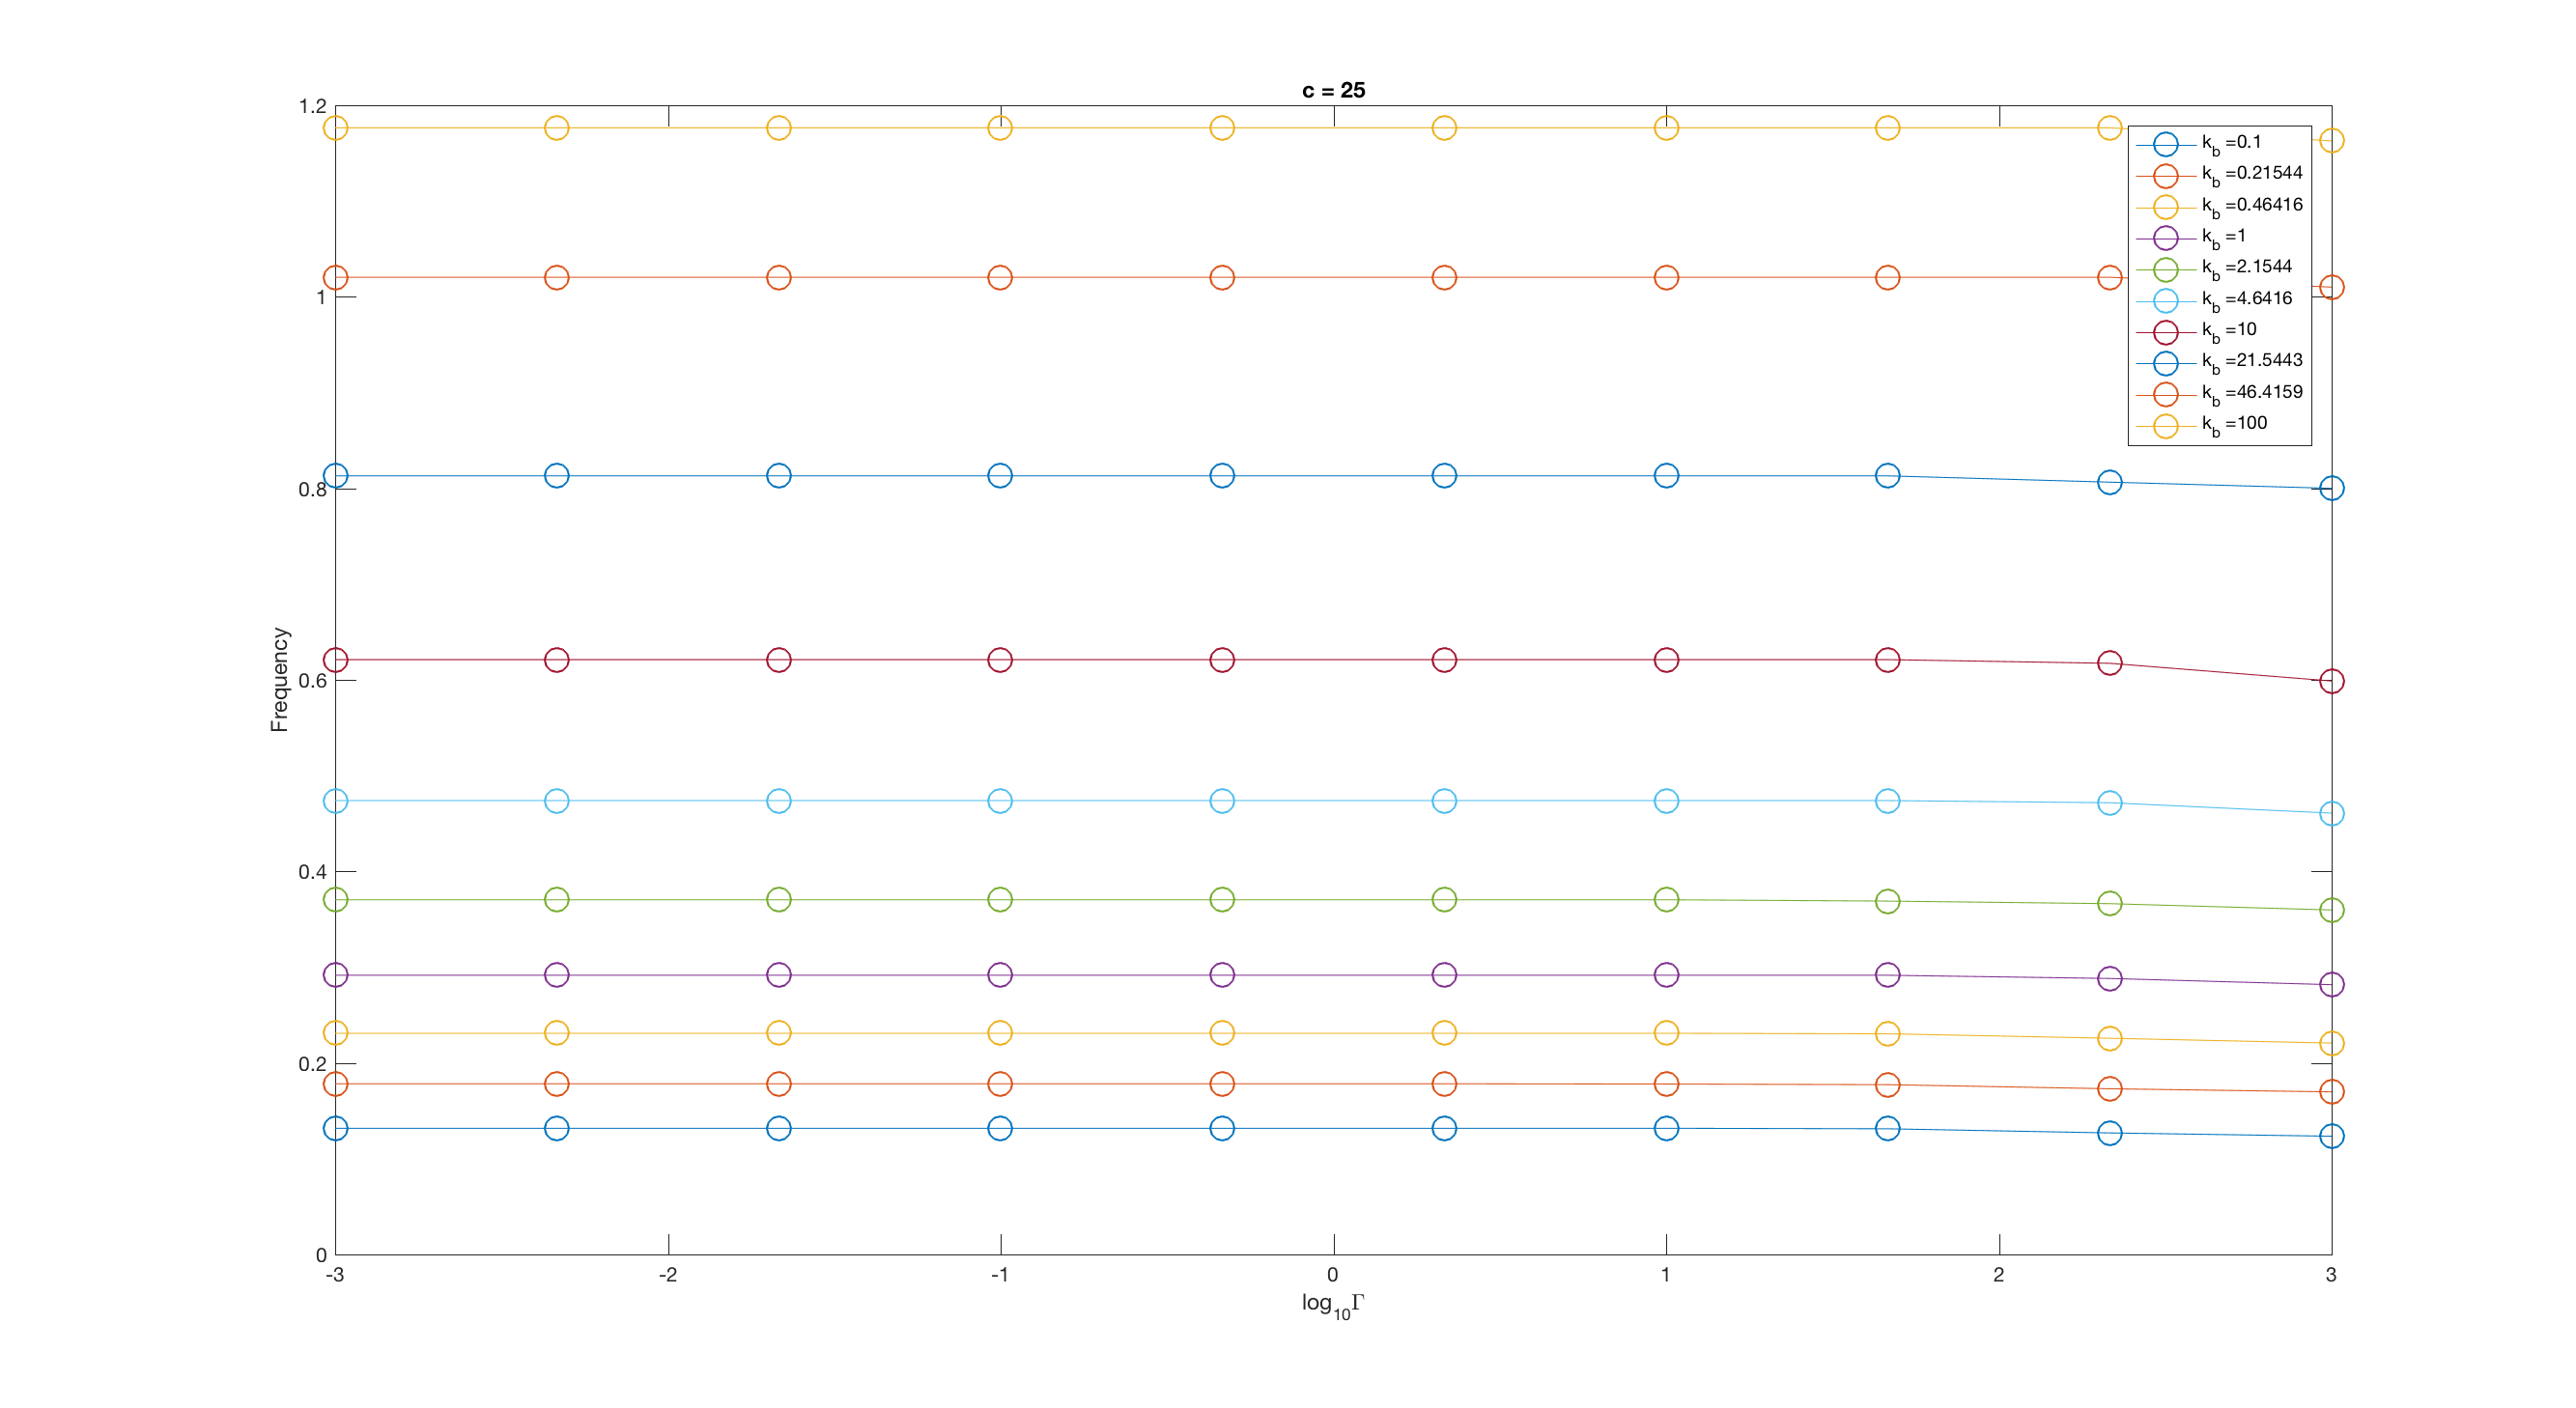 c = 25
1.2
1
0.8
0.6
0.4
0.2
0
Frequency
-3 -2 -1 0 1 2 3
log10Γ
kb =0.1
kb =0.21544
kb =0.46416
kb =1
kb =2.1544
kb =4.6416
kb =10
kb =21.5443
kb =46.4159
kb =100